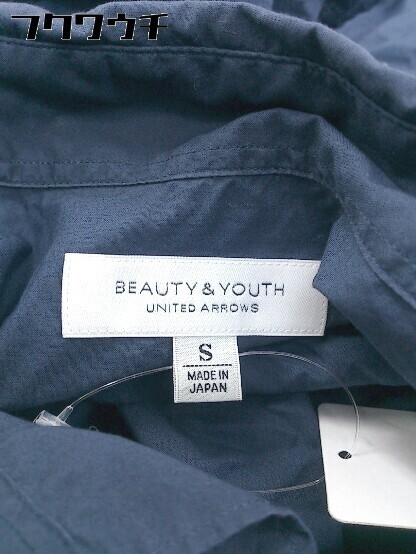 フクワウチ
BEAUTY & YOUTH
UNITED ARROWS
S
MADE IN
JAPAN